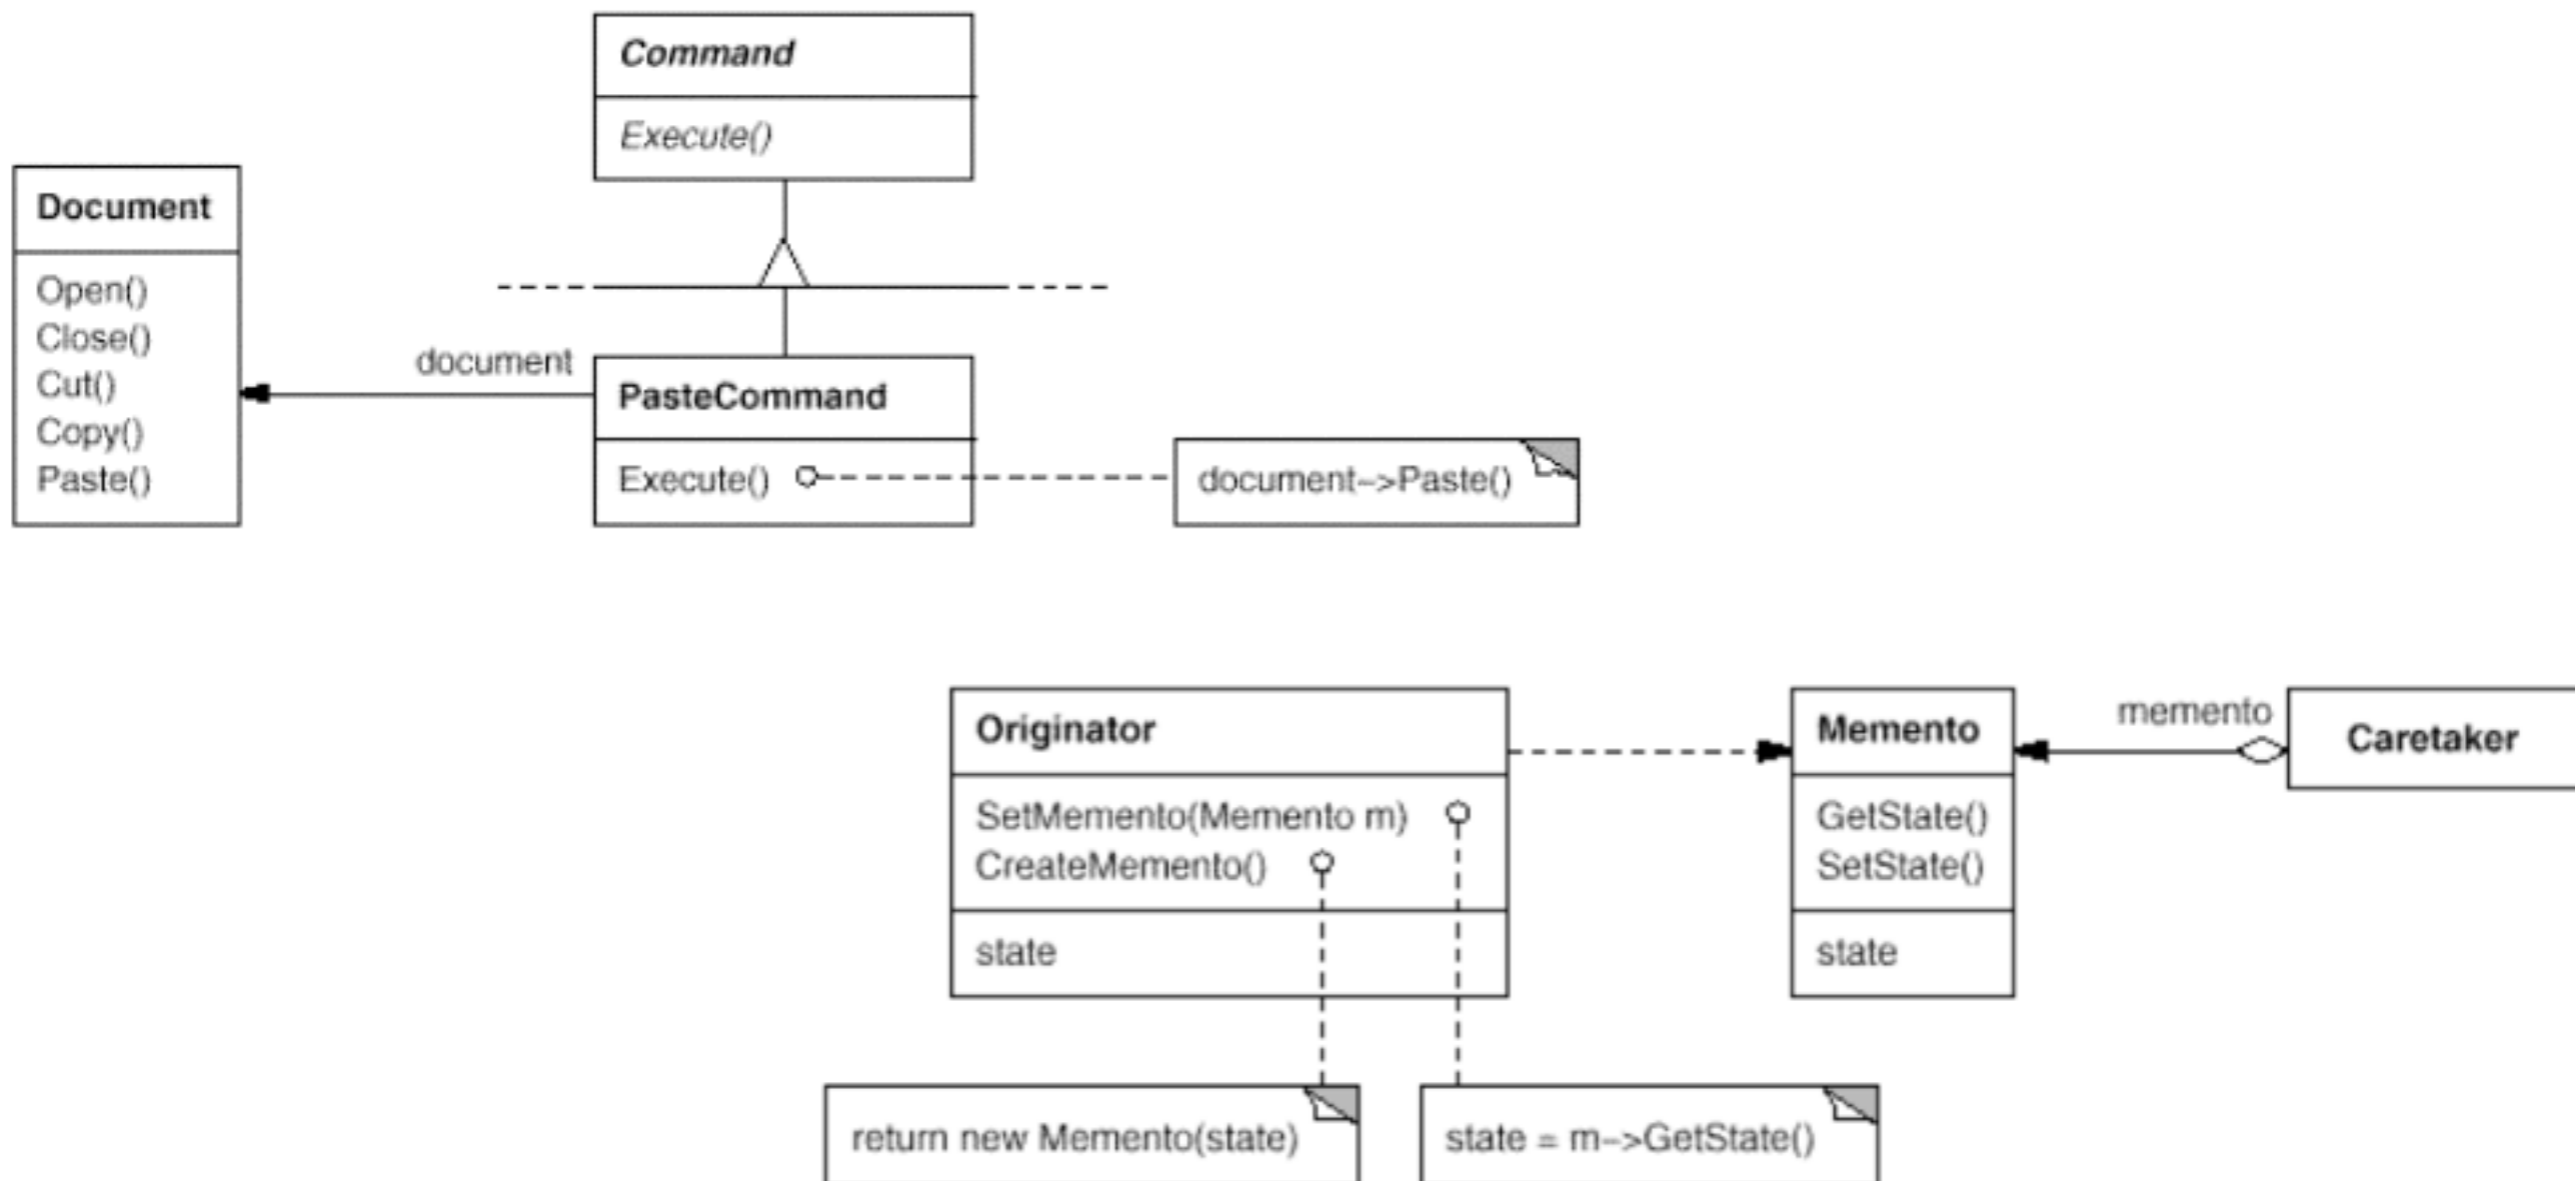 Command
Execute()
Document
Open()
Close()
Cut()
Copy()
Paste()
document
PasteCommand
Execute()
document->Paste()
Originator
SetMemento(Memento m)
CreateMemento()
state
Memento
GetState()
SetState()
state
memento
Caretaker
return new Memento(state)
state = m->GetState()